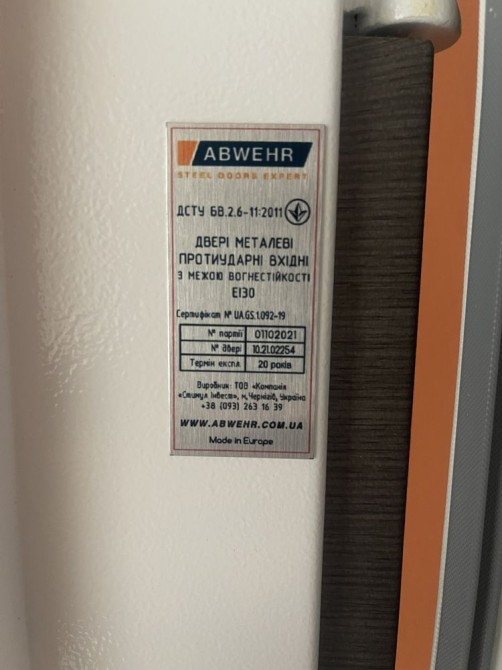 ABWEHR
STEEL DOORS EXPERT
ДСТУ БВ.2.6-11:2011
ДВЕРІ МЕТАЛЕВІ
ПРОТИУДАРНІ ВХІДНІ
З МЕЖОЮ ВОГНЕСТІЙКОСТІ
EI30
Сертифікат № UA.GS.1.092-19
№ партії 01102021
№ двері 10.21.02254
Термін експл. 20 років
Виробник: ТОВ «Компанія
«Стимул Інвест», м.Чернігів, Україна
+38 (093) 263 16 39
WWW.ABWEHR.COM.UA
Made in Europe